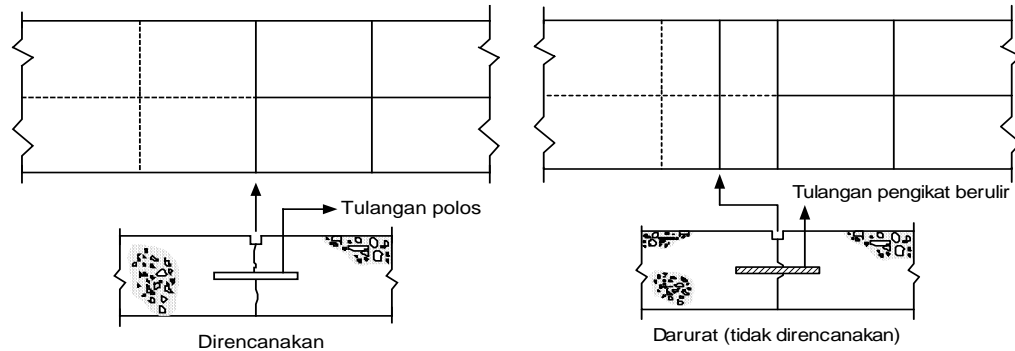 Tulangan polos
Direncanakan
Tulangan pengikat berulir
Darurat (tidak direncanakan)